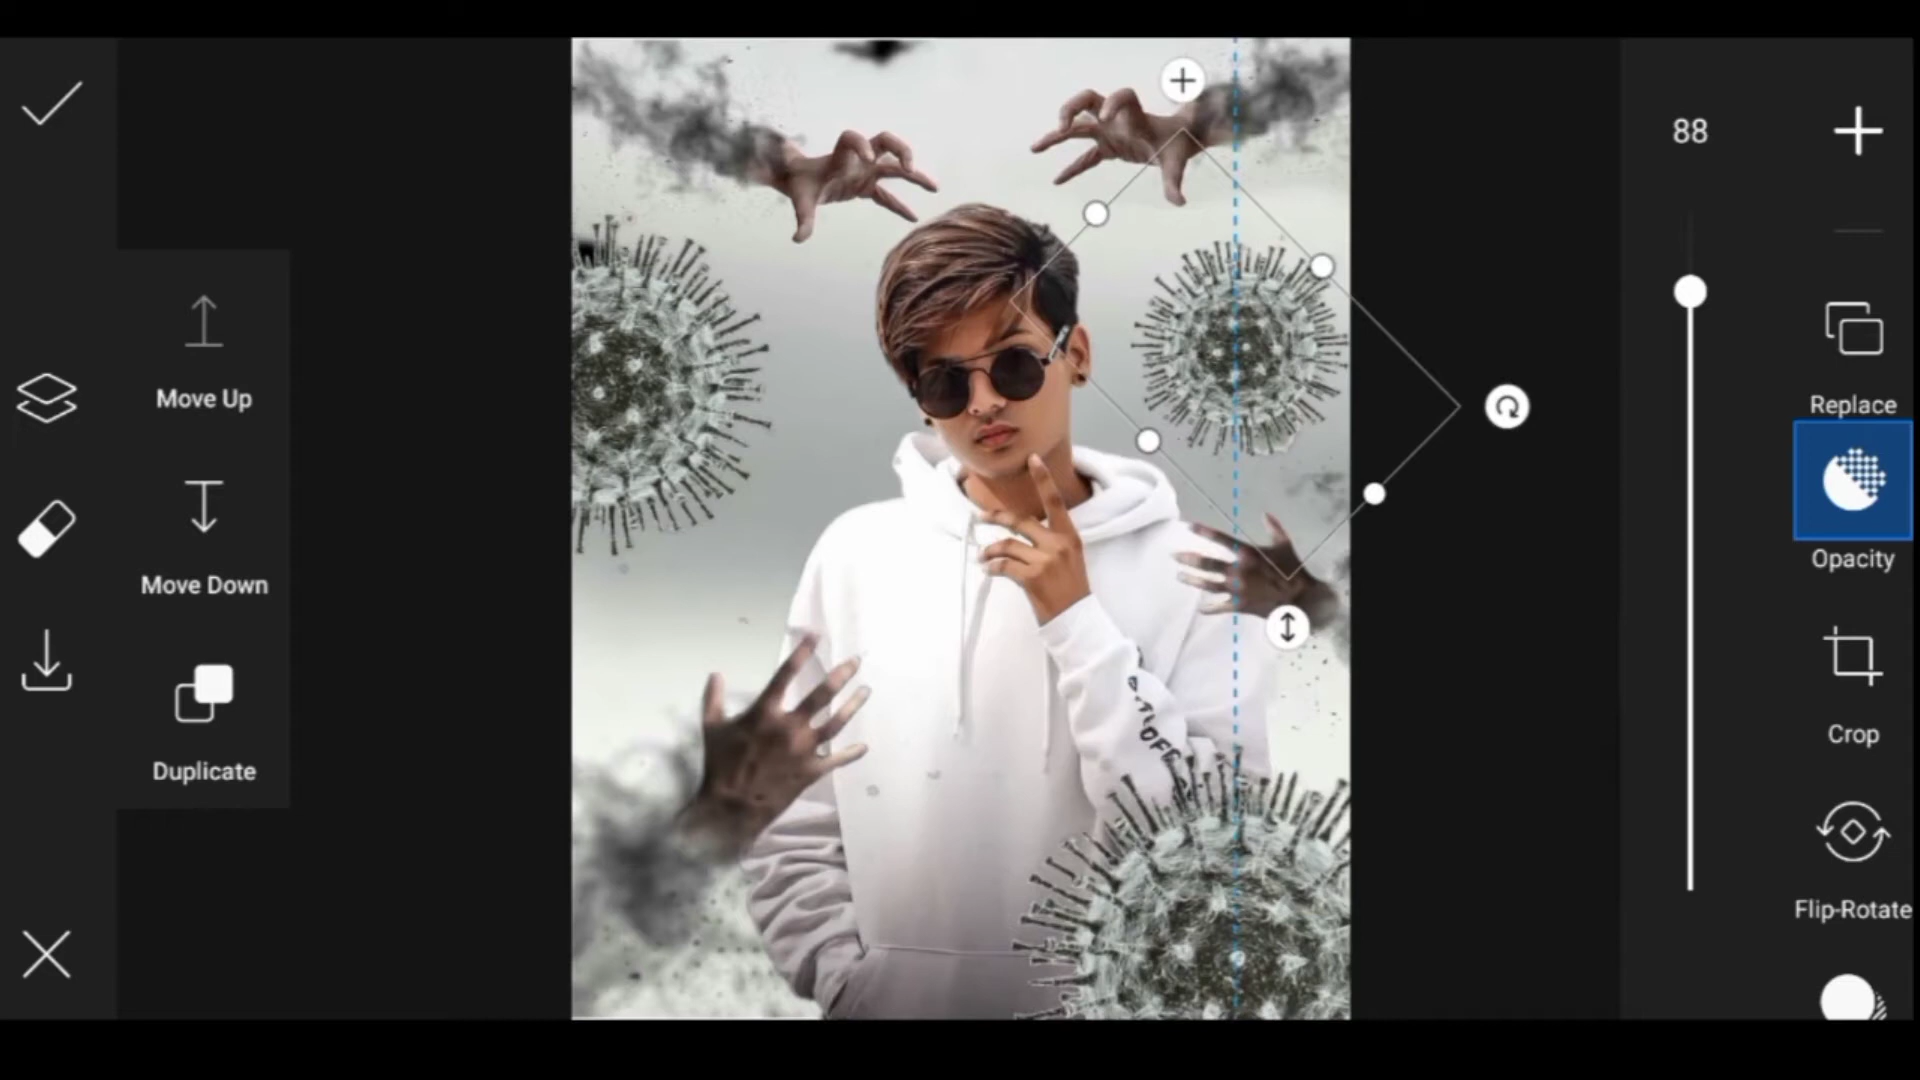 88
Move Up
Replace
Move Down
Opacity
Crop
Duplicate
Flip-Rotate